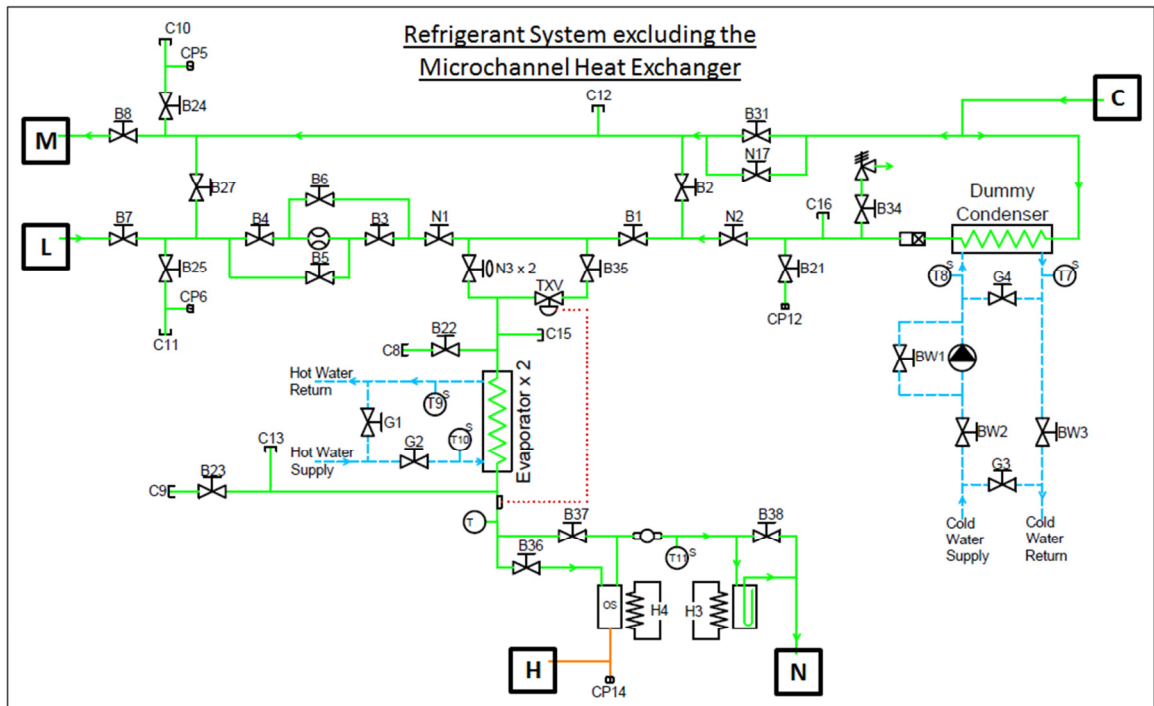 Refrigerant System excluding the
Microchannel Heat Exchanger
C10
CP5
B24
B8
M
C12
B31
C
N17
B27
B6
B2
C16
B34
Dummy
Condenser
L
B7
B4
B3
N1
B1
N2
B5
B25
N3 x 2
B35
B21
T8 S
T7 S
G4
CP6
TXV
CP12
C11
C15
B22
C8
BW1
Hot Water
Return
T9 S
Evaporator x 2
G1
T10 S
G2
BW2
BW3
C13
Hot Water
Supply
B23
C9
G3
T
B37
B38
Cold
Water
Supply
Cold
Water
Return
B36
T11 S
OS
H4
H3
H
N
CP14